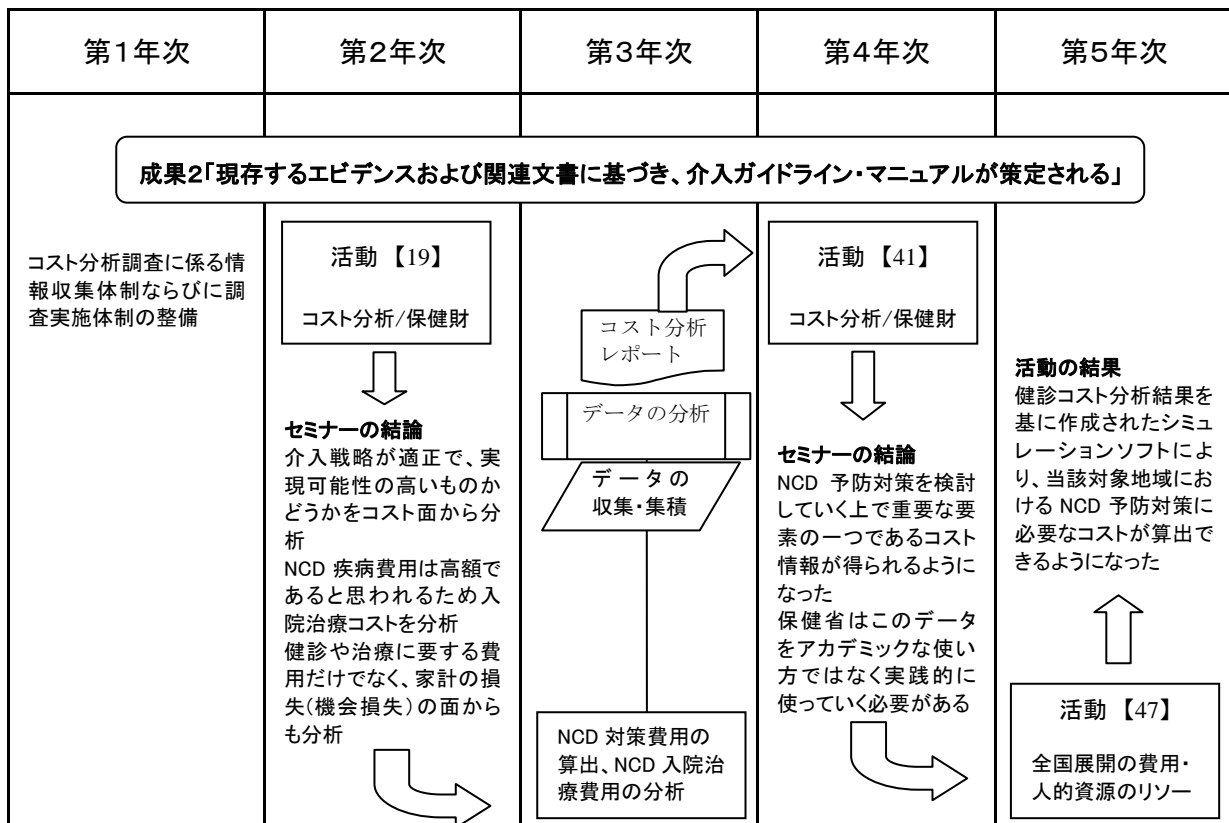 第1年次
第2年次
第3年次
第4年次
第5年次
成果2「現存するエビデンスおよび関連文書に基づき、介入ガイドライン・マニュアルが策定される」
コスト分析調査に係る情
報収集体制ならびに調
査実施体制の整備
活動 【19】
コスト分析/保健財
セミナーの結論
介入戦略が適正で、実
現可能性の高いものか
どうかをコスト面から分
析
NCD 疾病費用は高額で
あると思われるため入
院治療コストを分析
健診や治療に要する費
用だけでなく、家計の損
失(機会損失)の面から
も分析
コスト分析
レポート
データの分析
データの
収集・集積
NCD 対策費用の
算出、NCD 入院治
療費用の分析
活動 【41】
コスト分析/保健財
セミナーの結論
NCD 予防対策を検討
していく上で重要な要
素の一つであるコスト
情報が得られるように
なった
保健省はこのデータ
をアカデミックな使い
方ではなく実践的に
使っていく必要がある
活動の結果
健診コスト分析結果を
基に作成されたシミュ
レーションソフトによ
り、当該対象地域にお
ける NCD 予防対策に
必要なコストが算出で
きるようになった
活動 【47】
全国展開の費用・
人的資源のリソー